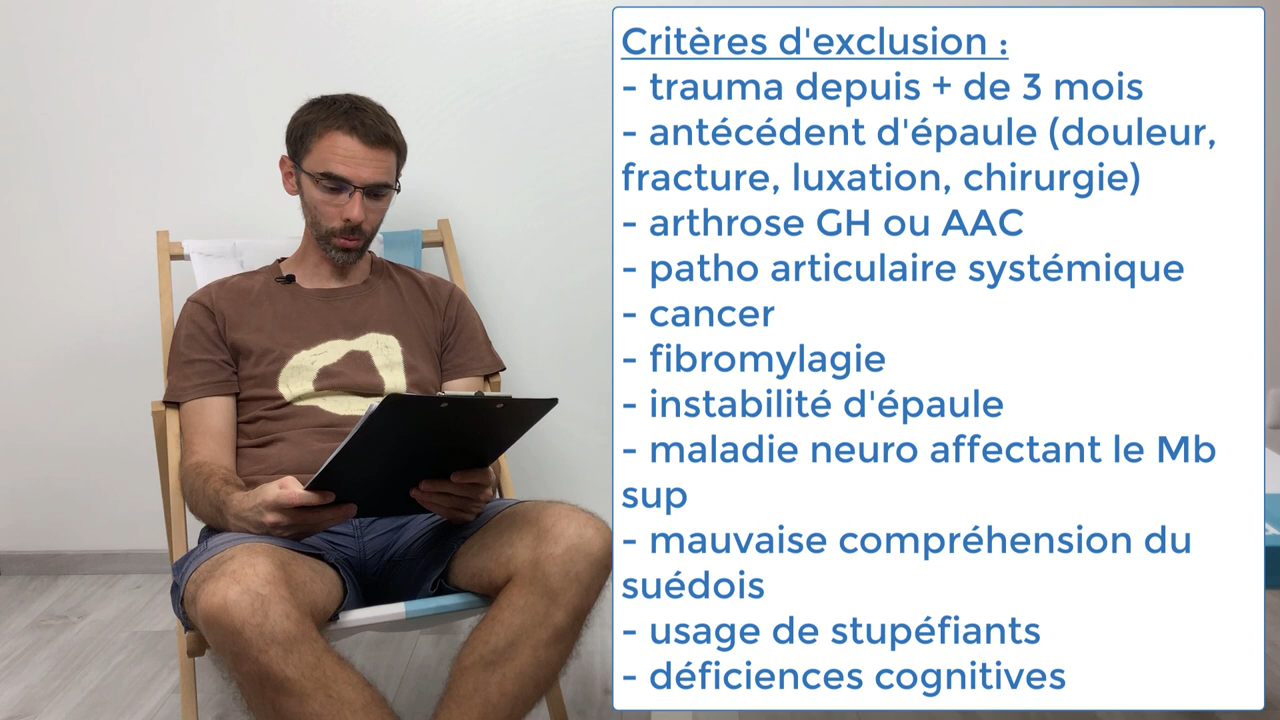 Critères d'exclusion :
- trauma depuis + de 3 mois
- antécédent d'épaule (douleur,
fracture, luxation, chirurgie)
- arthrose GH ou AAC
- patho articulaire systémique
- cancer
- fibromylagie
- instabilité d'épaule
- maladie neuro affectant le Mb
sup
- mauvaise compréhension du
suédois
- usage de stupéfiants
- déficiences cognitives